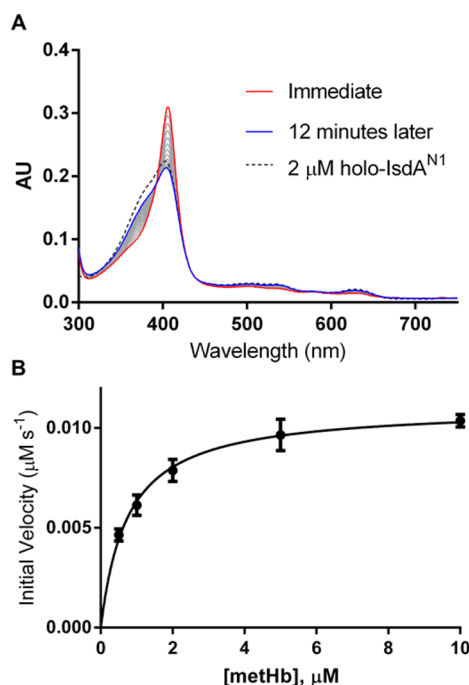 A
0.4
0.3
0.2
0.1
0.0
AU
Immediate
12 minutes later
2 μM holo-IsdAᴺ¹
300 400 500 600 700
Wavelength (nm)
B
0.010
0.005
0.000
Initial Velocity (μM s⁻¹)
0 2 4 6 8 10
[metHb], μM